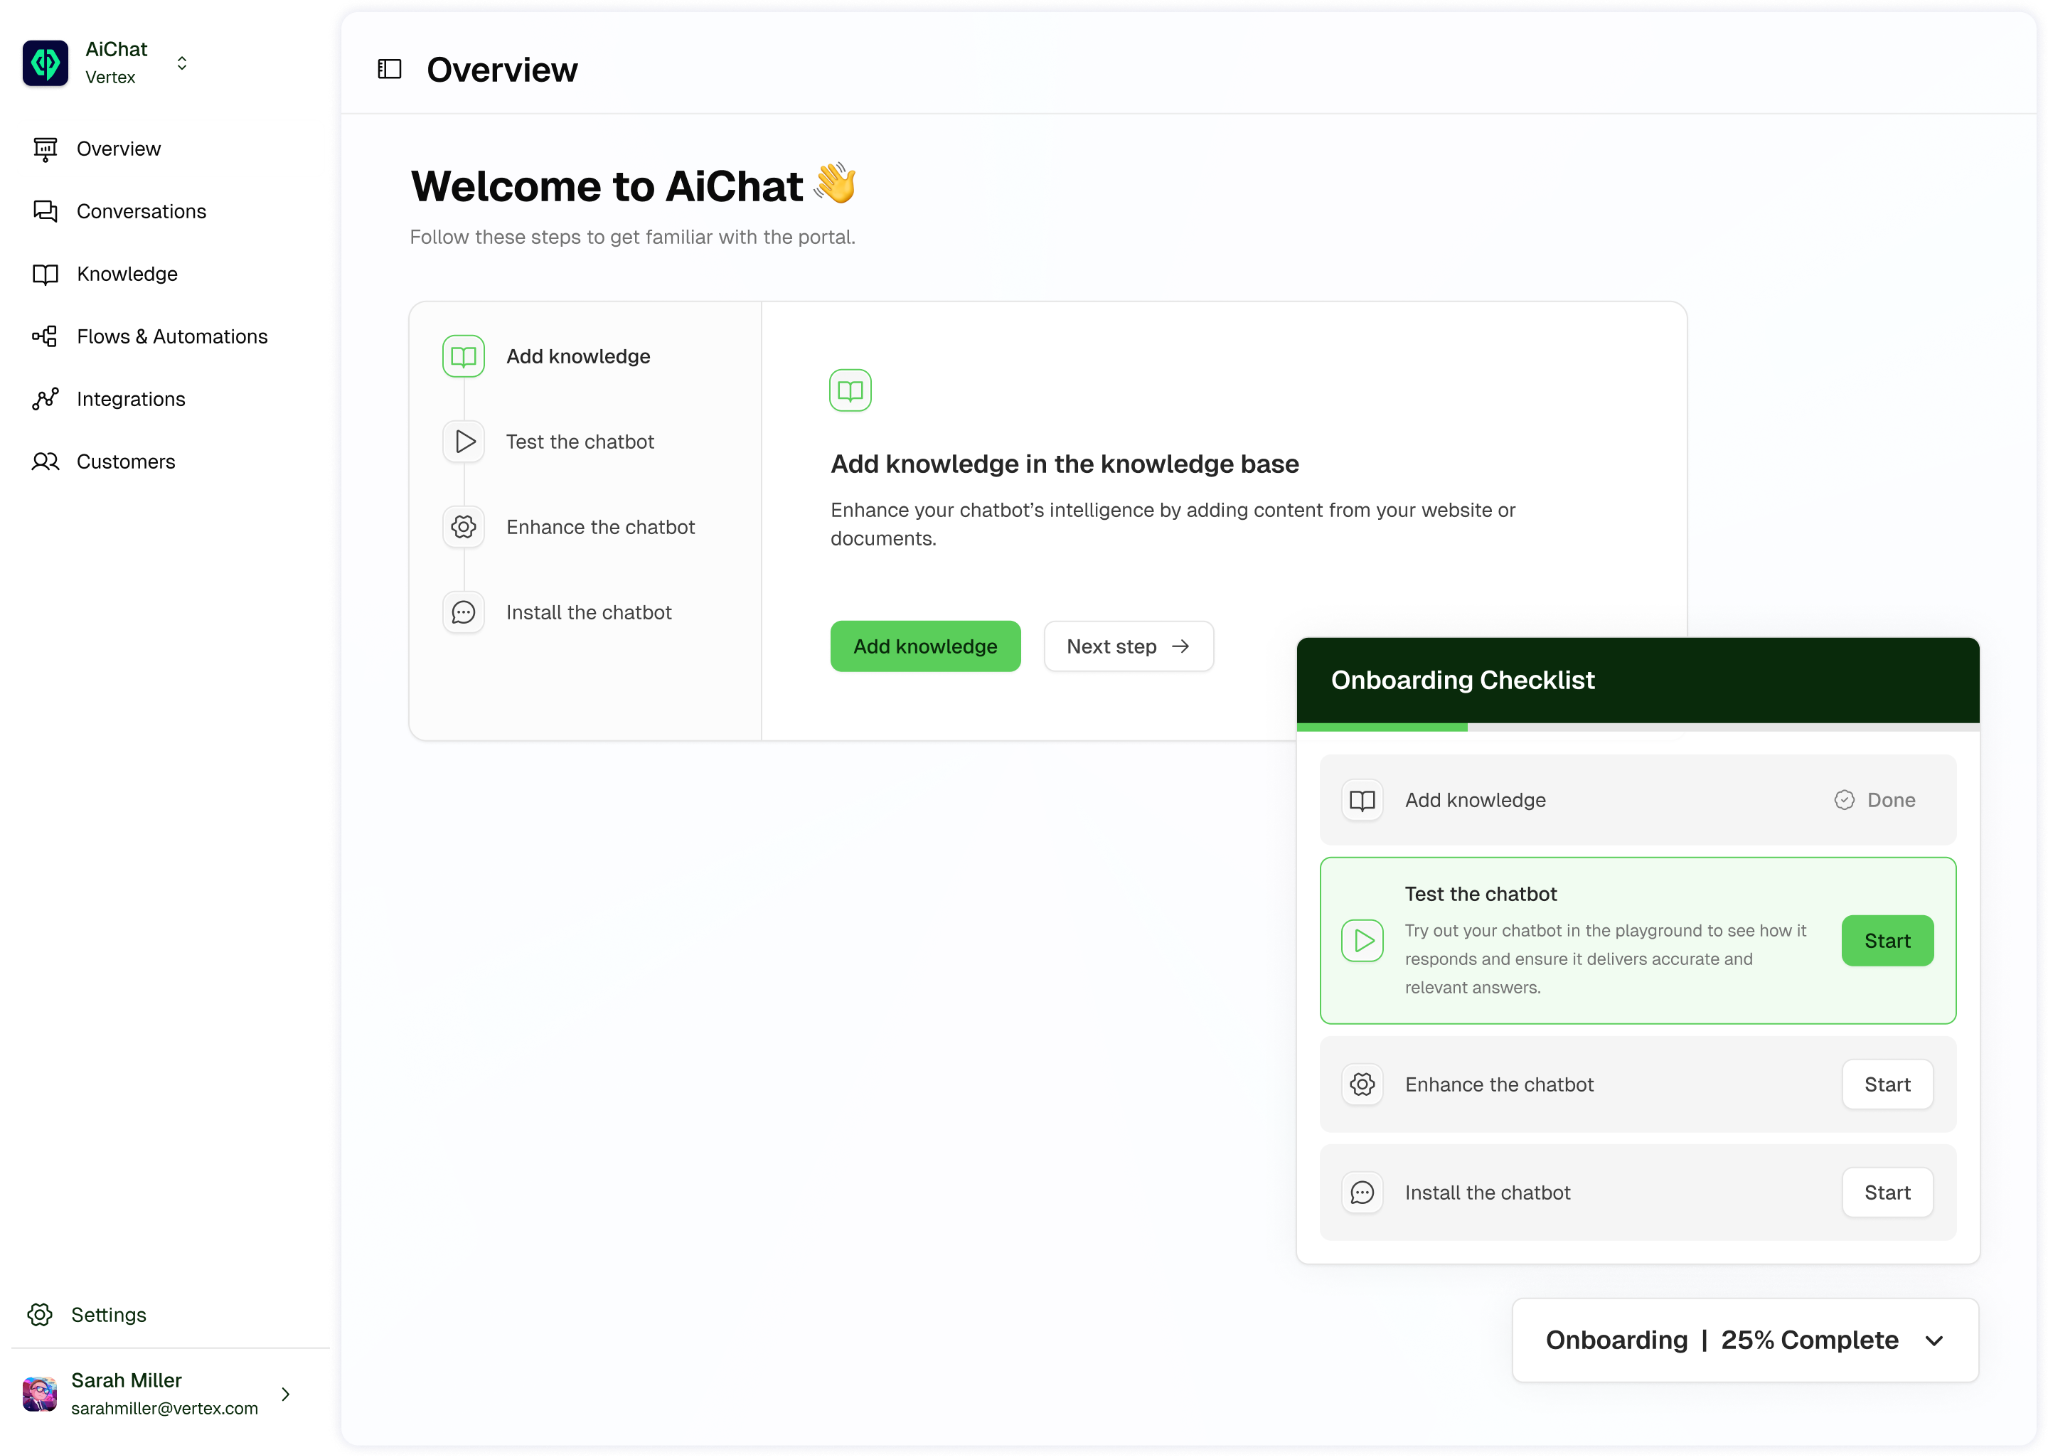 AiChat
Vertex
Overview
Conversations
Knowledge
Flows & Automations
Integrations
Customers
Settings
Sarah Miller
sarahmiller@vertex.com
Overview
Welcome to AiChat 👋
Follow these steps to get familiar with the portal.
Add knowledge
Test the chatbot
Enhance the chatbot
Install the chatbot
Add knowledge in the knowledge base
Enhance your chatbot’s intelligence by adding content from your website or
documents.
Add knowledge
Next step →
Onboarding Checklist
Add knowledge
Done
Test the chatbot
Try out your chatbot in the playground to see how it
responds and ensure it delivers accurate and
relevant answers.
Start
Enhance the chatbot
Start
Install the chatbot
Start
Onboarding | 25% Complete